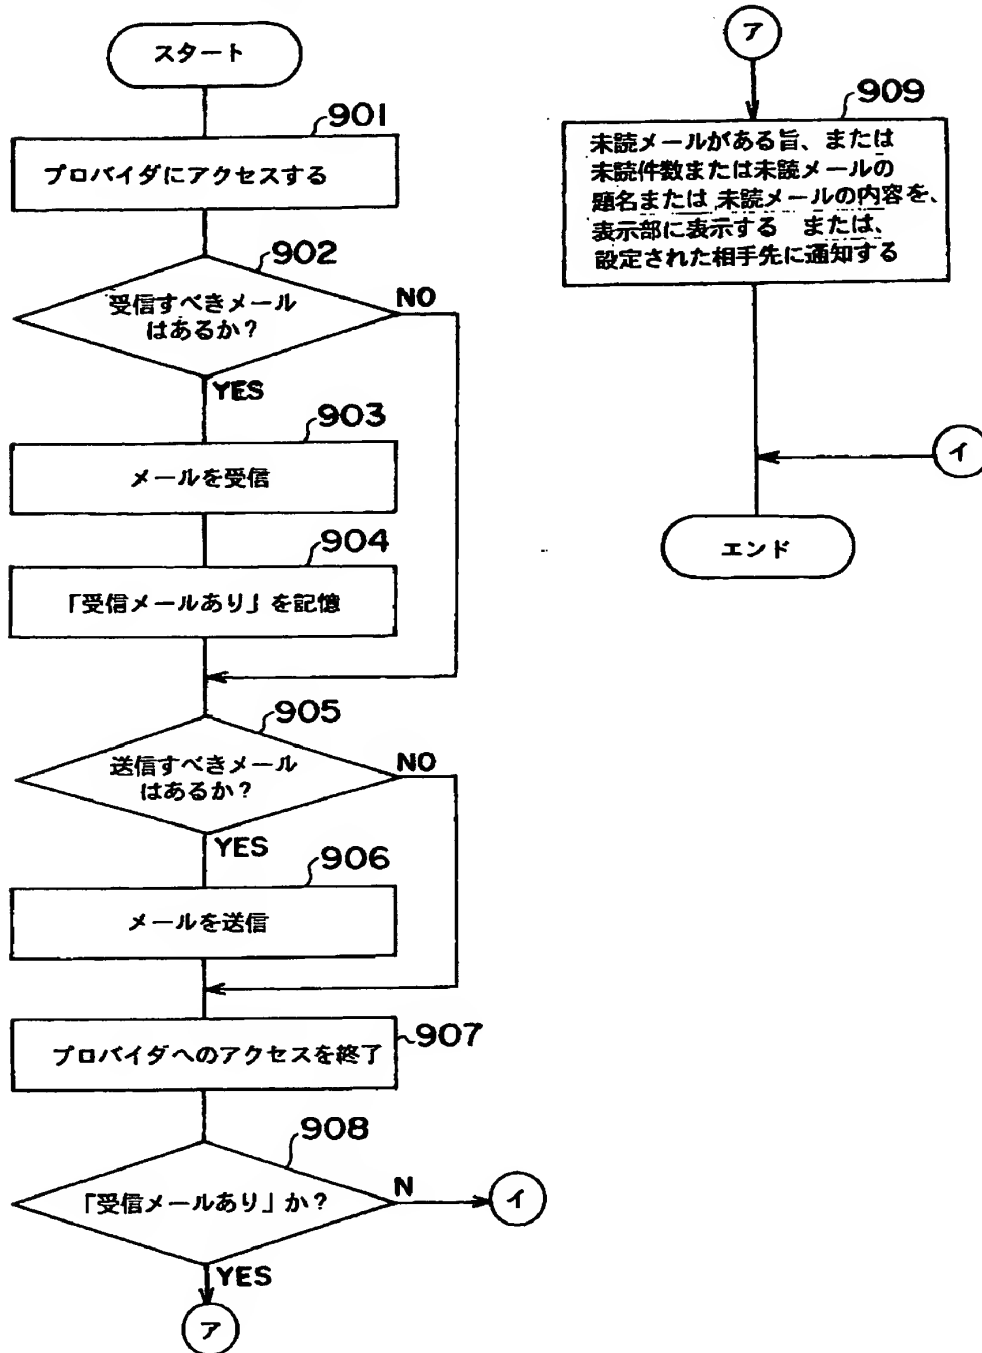 スタート
901
プロバイダにアクセスする
902
受信すべきメール
はあるか?
NO
YES
903
メールを受信
904
「受信メールあり」を記憶
905
送信すべきメール
はあるか?
NO
YES
906
メールを送信
907
プロバイダへのアクセスを終了
908
「受信メールあり」か?
N
イ
YES
ア
ア
909
未読メールがある旨、または
未読件数または未読メールの
題名または 未読メールの内容を、
表示部に表示する または、
設定された相手先に通知する
イ
エンド